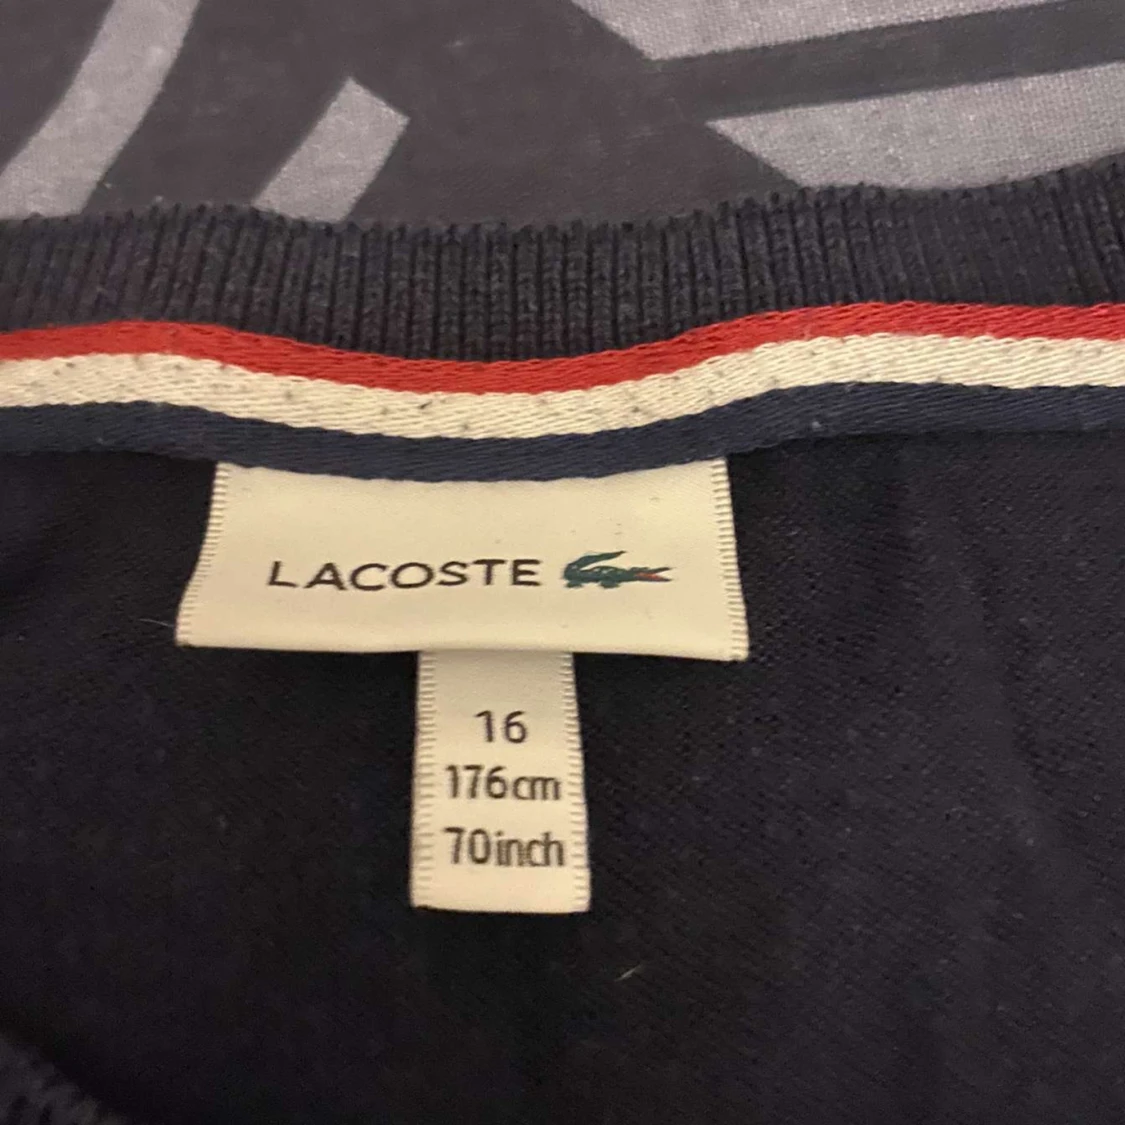 LACOSTE
16
176cm
70inch